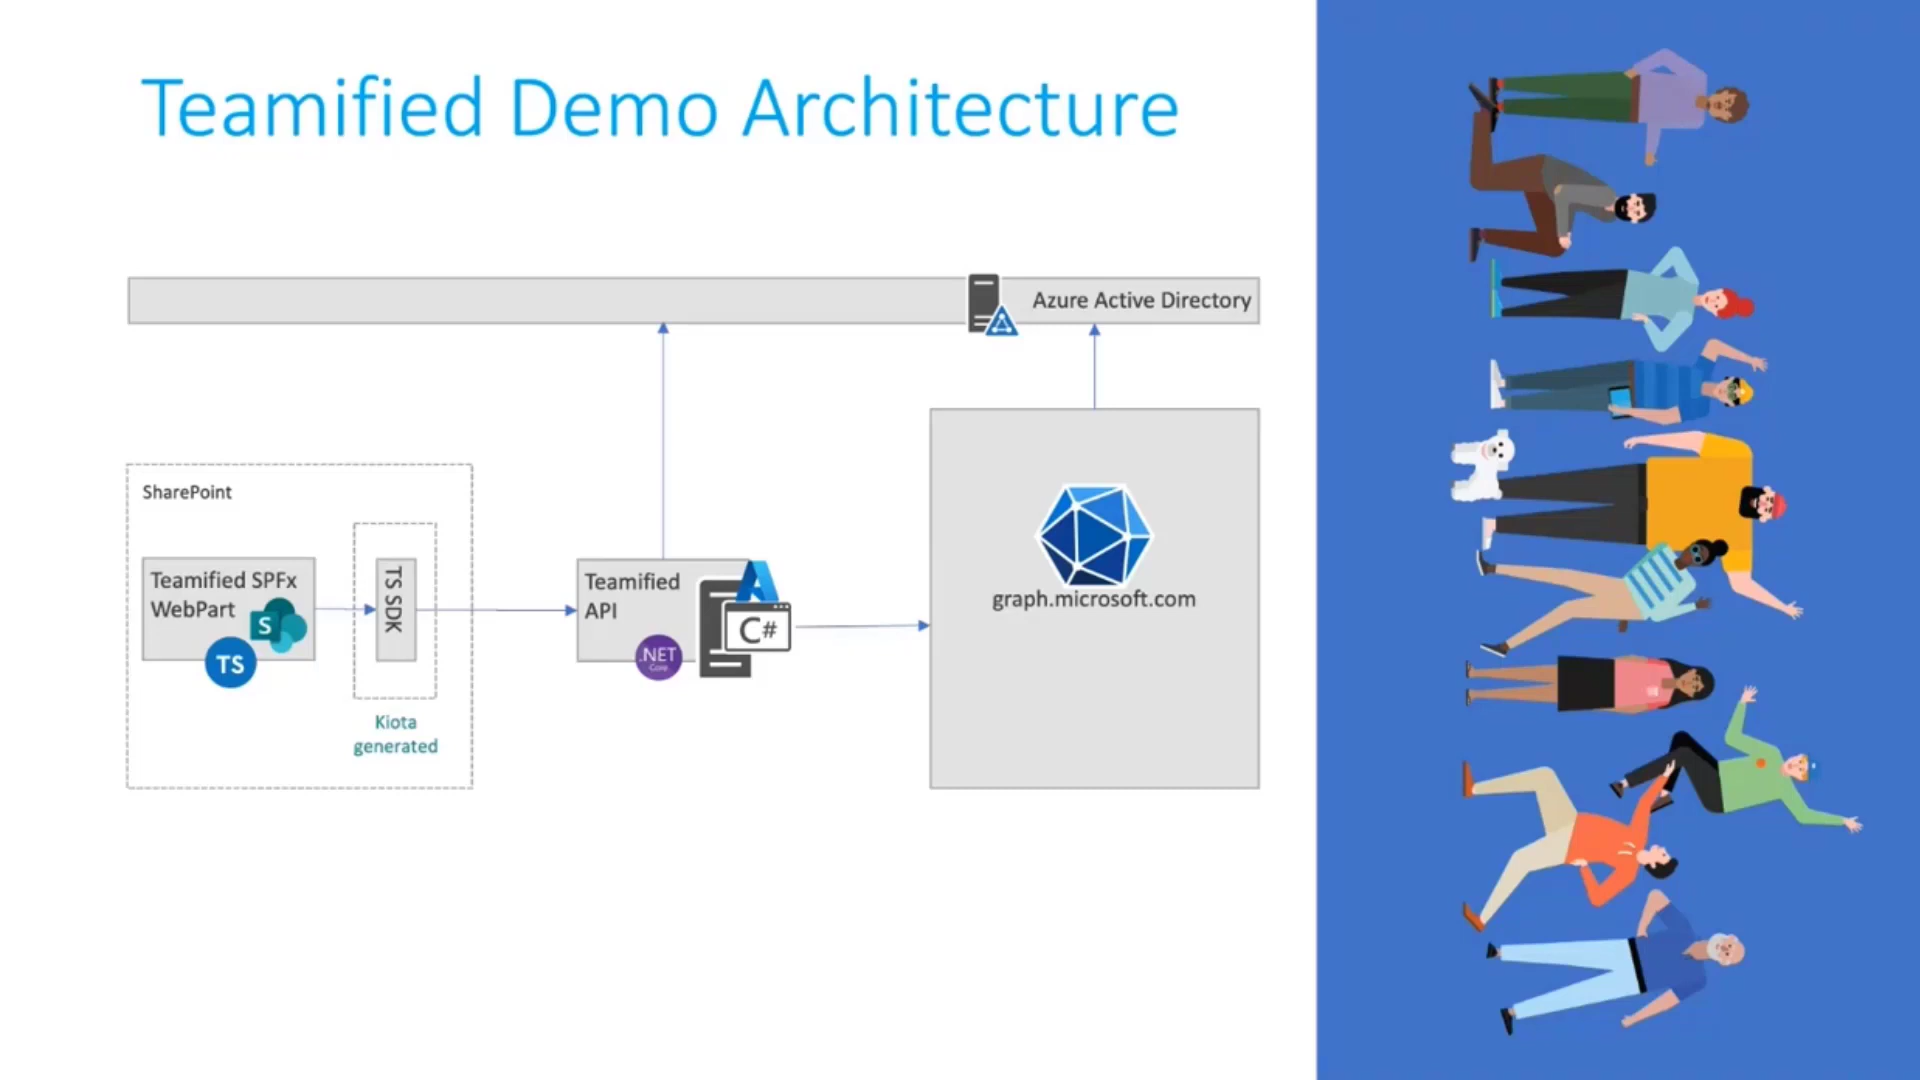 Teamified Demo Architecture
Azure Active Directory
SharePoint
Teamified SPFx
WebPart
S
TS
TS SDK
Kiota
generated
Teamified
API
.NET
Core
C#
graph.microsoft.com